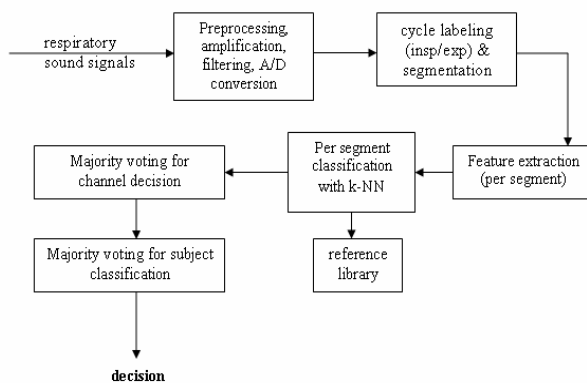 respiratory
sound signals
Preprocessing,
amplification,
filtering, A/D
conversion
cycle labeling
(insp/exp) &
segmentation
Feature extraction
(per segment)
Per segment
classification
with k-NN
reference
library
Majority voting for
channel decision
Majority voting for subject
classification
decision